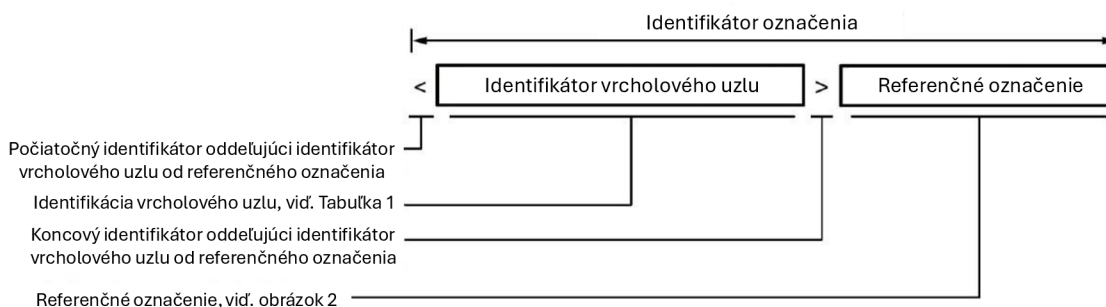 Identifikátor označenia
< Identifikátor vrcholového uzlu > Referenčné označenie
Počiatočný identifikátor oddeľujúci identifikátor
vrcholového uzlu od referenčného označenia
Identifikácia vrcholového uzlu, viď. Tabuľka 1
Koncový identifikátor oddeľujúci identifikátor
vrcholového uzlu od referenčného označenia
Referenčné označenie, viď. obrázok 2